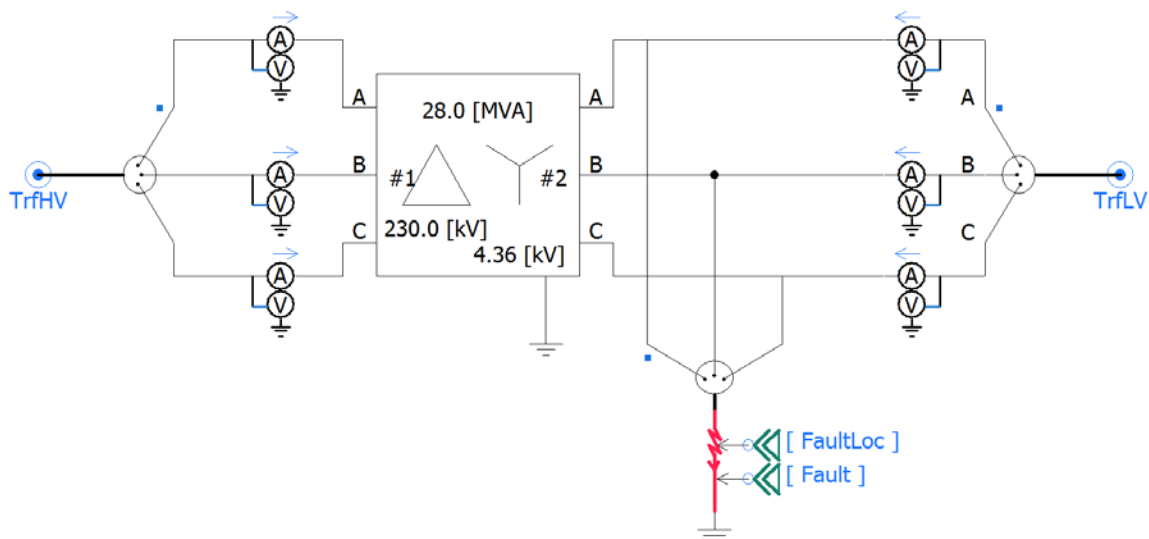 A
V
A
V
A
A
28.0 [MVA]
A
A
B
#1
#2
B
A
V
A
V
B
TrfHV
TrfLV
C
230.0 [kV]
4.36 [kV]
C
C
A
V
A
V
[ FaultLoc ]
[ Fault ]